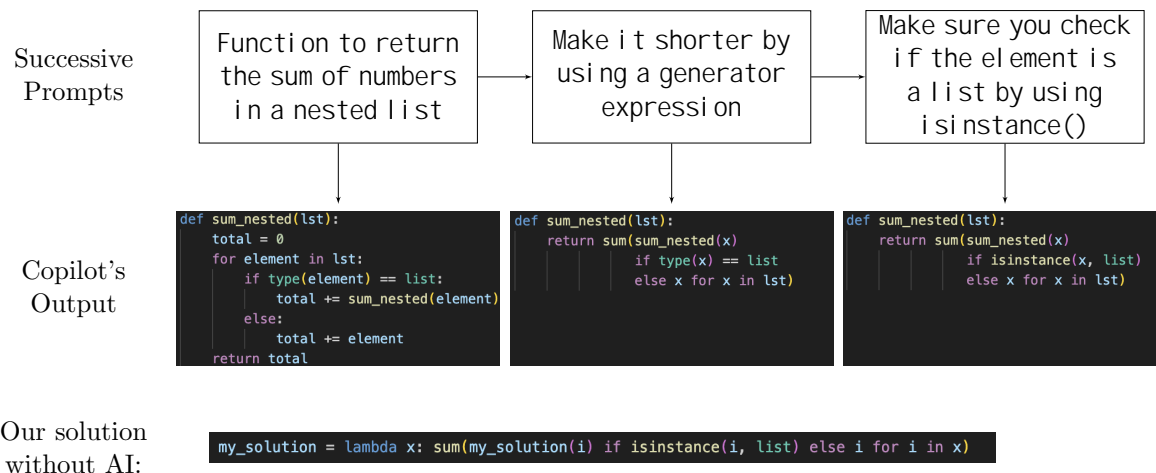 Successive
Prompts
Function to return
the sum of numbers
in a nested list
Make it shorter by
using a generator
expression
Make sure you check
if the element is
a list by using
isinstance()
Copilot's
Output
def sum_nested(lst):
    total = 0
    for element in lst:
        if type(element) == list:
            total += sum_nested(element)
        else:
            total += element
    return total
def sum_nested(lst):
    return sum(sum_nested(x)
                if type(x) == list
                else x for x in lst)
def sum_nested(lst):
    return sum(sum_nested(x)
                if isinstance(x, list)
                else x for x in lst)
Our solution
without AI:
my_solution = lambda x: sum(my_solution(i) if isinstance(i, list) else i for i in x)